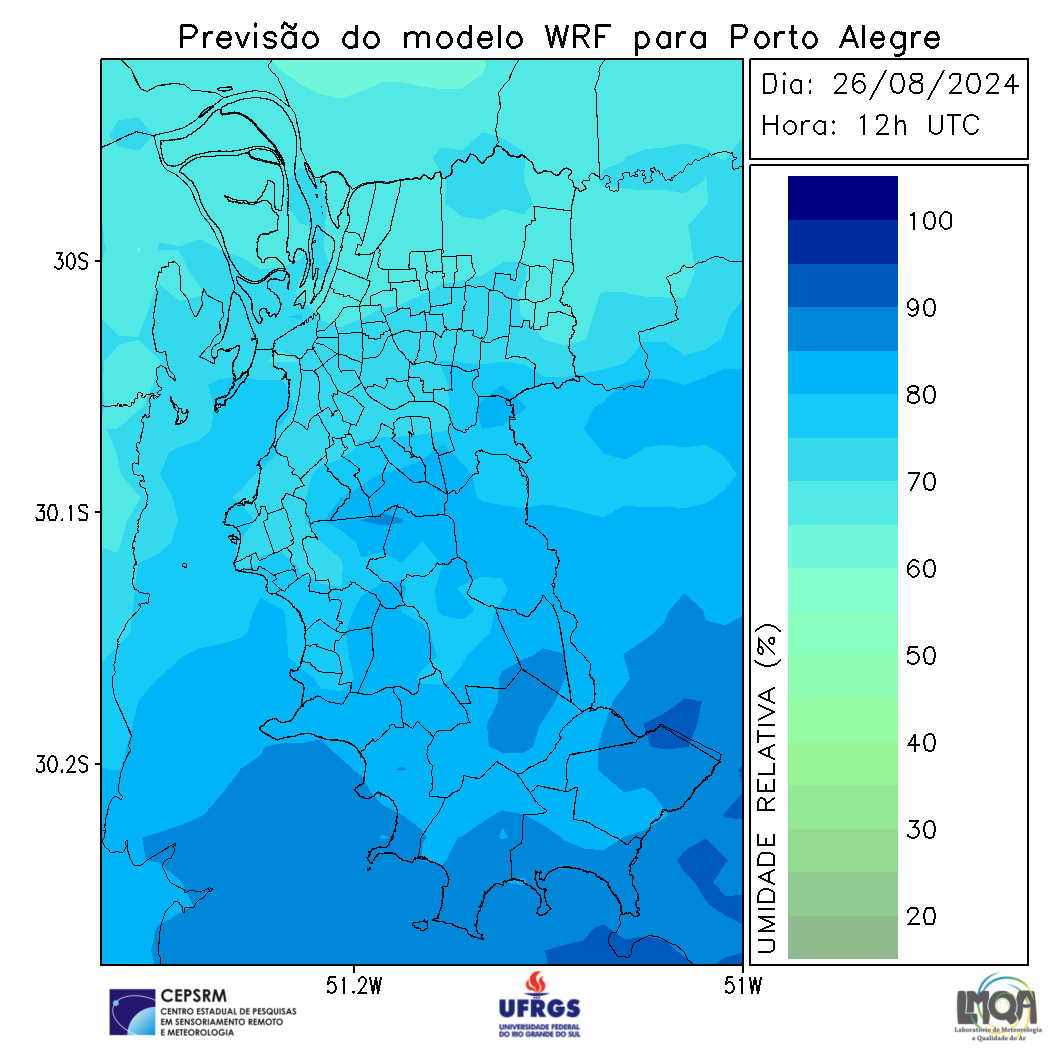 Previsão do modelo WRF para Porto Alegre
Dia: 26/08/2024
Hora: 12h UTC
30S
30.1S
30.2S
51.2W
51W
100
90
80
70
60
50
40
30
20
UMIDADE RELATIVA (%)
CEPSRM
CENTRO ESTADUAL DE PESQUISAS
EM SENSORIAMENTO REMOTO
E METEOROLOGIA
UFRGS
UNIVERSIDADE FEDERAL
DO RIO GRANDE DO SUL
LMQA
Laboratório de Meteorologia
e Qualidade do Ar